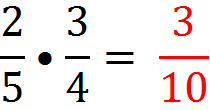 2/5 • 3/4 = 3/10